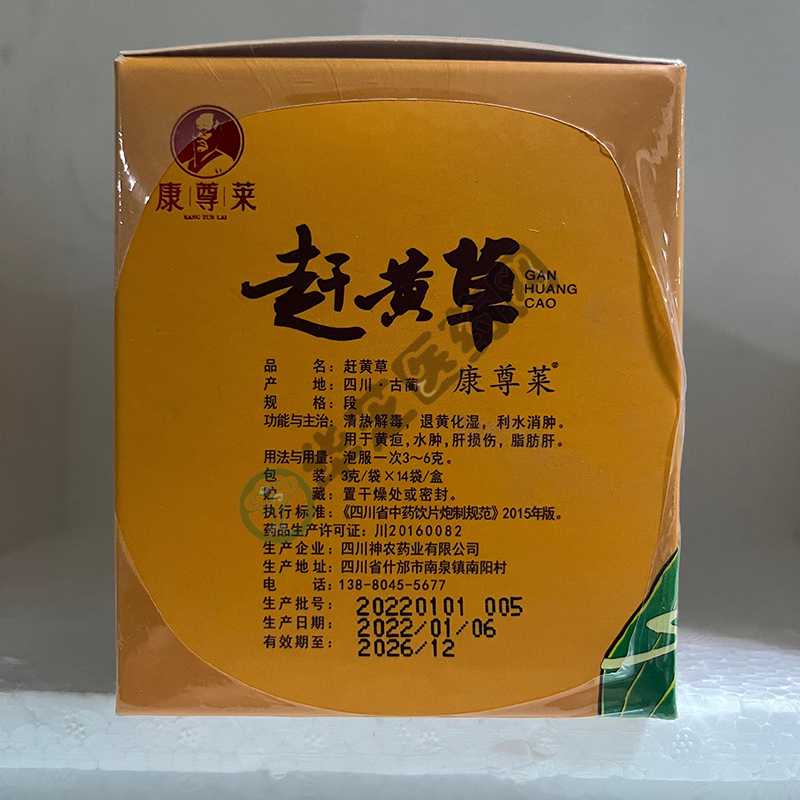 康尊莱
KANG ZUN LAI
赶黄草
GAN
HUANG
CAO
品 名：赶黄草
产 地：四川·古蔺
康尊莱®
规 格：段
功能与主治：清热解毒，退黄化湿，利水消肿。
用于黄疸，水肿，肝损伤，脂肪肝。
用法与用量：泡服一次3～6克。
包 装：3克/袋×14袋/盒
贮 藏：置干燥处或密封。
执行标准：《四川省中药饮片炮制规范》2015年版。
药品生产许可证：川20160082
生产企业：四川神农药业有限公司
生产地址：四川省什邡市南泉镇南阳村
电 话：138-8045-5677
生产批号：20220101 005
生产日期：2022/01/06
有效期至：2026/12